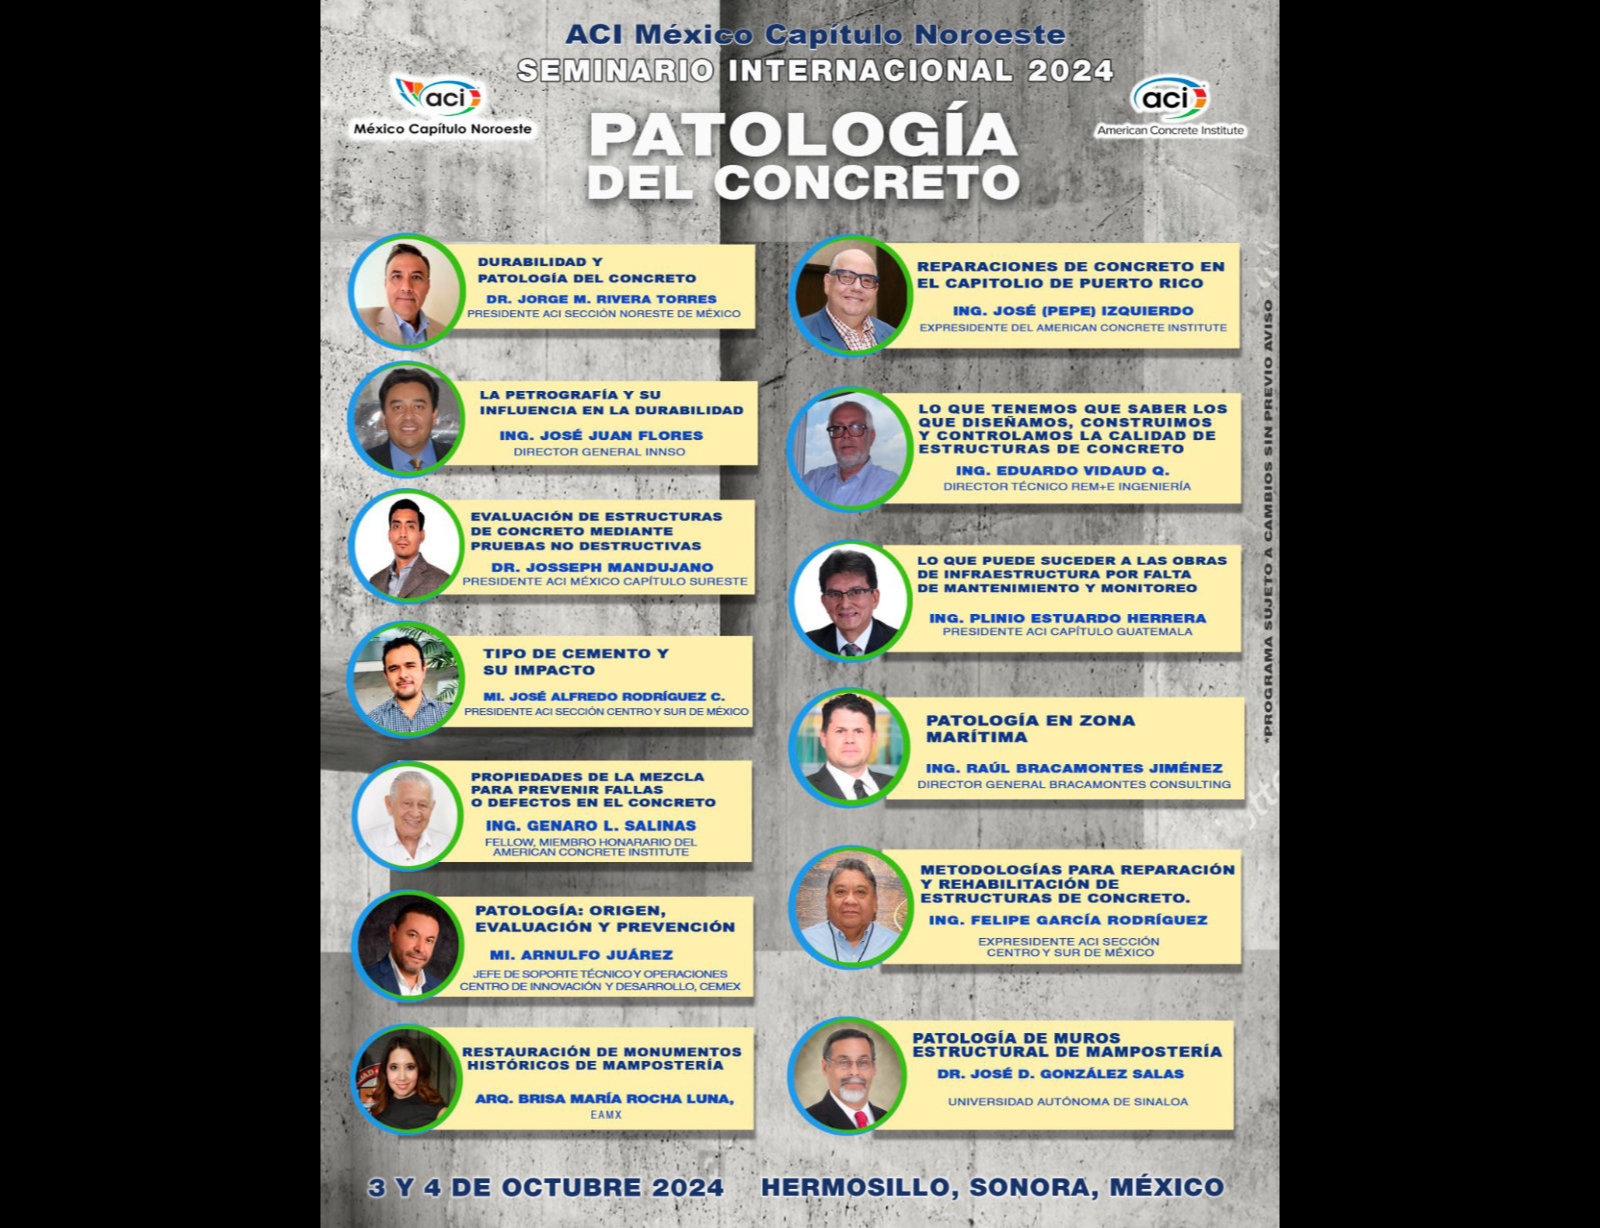 ACI México Capítulo Noroeste
SEMINARIO INTERNACIONAL 2024
aci
México Capítulo Noroeste
aci
American Concrete Institute
PATOLOGÍA
DEL CONCRETO
DURABILIDAD Y
PATOLOGÍA DEL CONCRETO
DR. JORGE M. RIVERA TORRES
PRESIDENTE ACI SECCIÓN NORESTE DE MÉXICO
LA PETROGRAFÍA Y SU
INFLUENCIA EN LA DURABILIDAD
ING. JOSÉ JUAN FLORES
DIRECTOR GENERAL INNSO
EVALUACIÓN DE ESTRUCTURAS
DE CONCRETO MEDIANTE
PRUEBAS NO DESTRUCTIVAS
DR. JOSSEPH MANDUJANO
PRESIDENTE ACI MÉXICO CAPÍTULO SURESTE
TIPO DE CEMENTO Y
SU IMPACTO
MI. JOSÉ ALFREDO RODRÍGUEZ C.
PRESIDENTE ACI SECCIÓN CENTRO Y SUR DE MÉXICO
PROPIEDADES DE LA MEZCLA
PARA PREVENIR FALLAS
O DEFECTOS EN EL CONCRETO
ING. GENARO L. SALINAS
FELLOW, MIEMBRO HONARARIO DEL
AMERICAN CONCRETE INSTITUTE
PATOLOGÍA: ORIGEN,
EVALUACIÓN Y PREVENCIÓN
MI. ARNULFO JUÁREZ
JEFE DE SOPORTE TÉCNICO Y OPERACIONES
CENTRO DE INNOVACIÓN Y DESARROLLO, CEMEX
RESTAURACIÓN DE MONUMENTOS
HISTÓRICOS DE MAMPOSTERÍA
ARQ. BRISA MARÍA ROCHA LUNA,
EAMX
REPARACIONES DE CONCRETO EN
EL CAPITOLIO DE PUERTO RICO
ING. JOSÉ (PEPE) IZQUIERDO
EXPRESIDENTE DEL AMERICAN CONCRETE INSTITUTE
LO QUE TENEMOS QUE SABER LOS
QUE DISEÑAMOS, CONSTRUIMOS
Y CONTROLAMOS LA CALIDAD DE
ESTRUCTURAS DE CONCRETO
ING. EDUARDO VIDAUD Q.
DIRECTOR TÉCNICO REM+E INGENIERÍA
LO QUE PUEDE SUCEDER A LAS OBRAS
DE INFRAESTRUCTURA POR FALTA
DE MANTENIMIENTO Y MONITOREO
ING. PLINIO ESTUARDO HERRERA
PRESIDENTE ACI CAPÍTULO GUATEMALA
PATOLOGÍA EN ZONA
MARÍTIMA
ING. RAÚL BRACAMONTES JIMÉNEZ
DIRECTOR GENERAL BRACAMONTES CONSULTING
METODOLOGÍAS PARA REPARACIÓN
Y REHABILITACIÓN DE
ESTRUCTURAS DE CONCRETO.
ING. FELIPE GARCÍA RODRÍGUEZ
EXPRESIDENTE ACI SECCIÓN
CENTRO Y SUR DE MÉXICO
PATOLOGÍA DE MUROS
ESTRUCTURAL DE MAMPOSTERÍA
DR. JOSÉ D. GONZÁLEZ SALAS
UNIVERSIDAD AUTÓNOMA DE SINALOA
*PROGRAMA SUJETO A CAMBIOS SIN PREVIO AVISO
3 Y 4 DE OCTUBRE 2024 HERMOSILLO, SONORA, MÉXICO